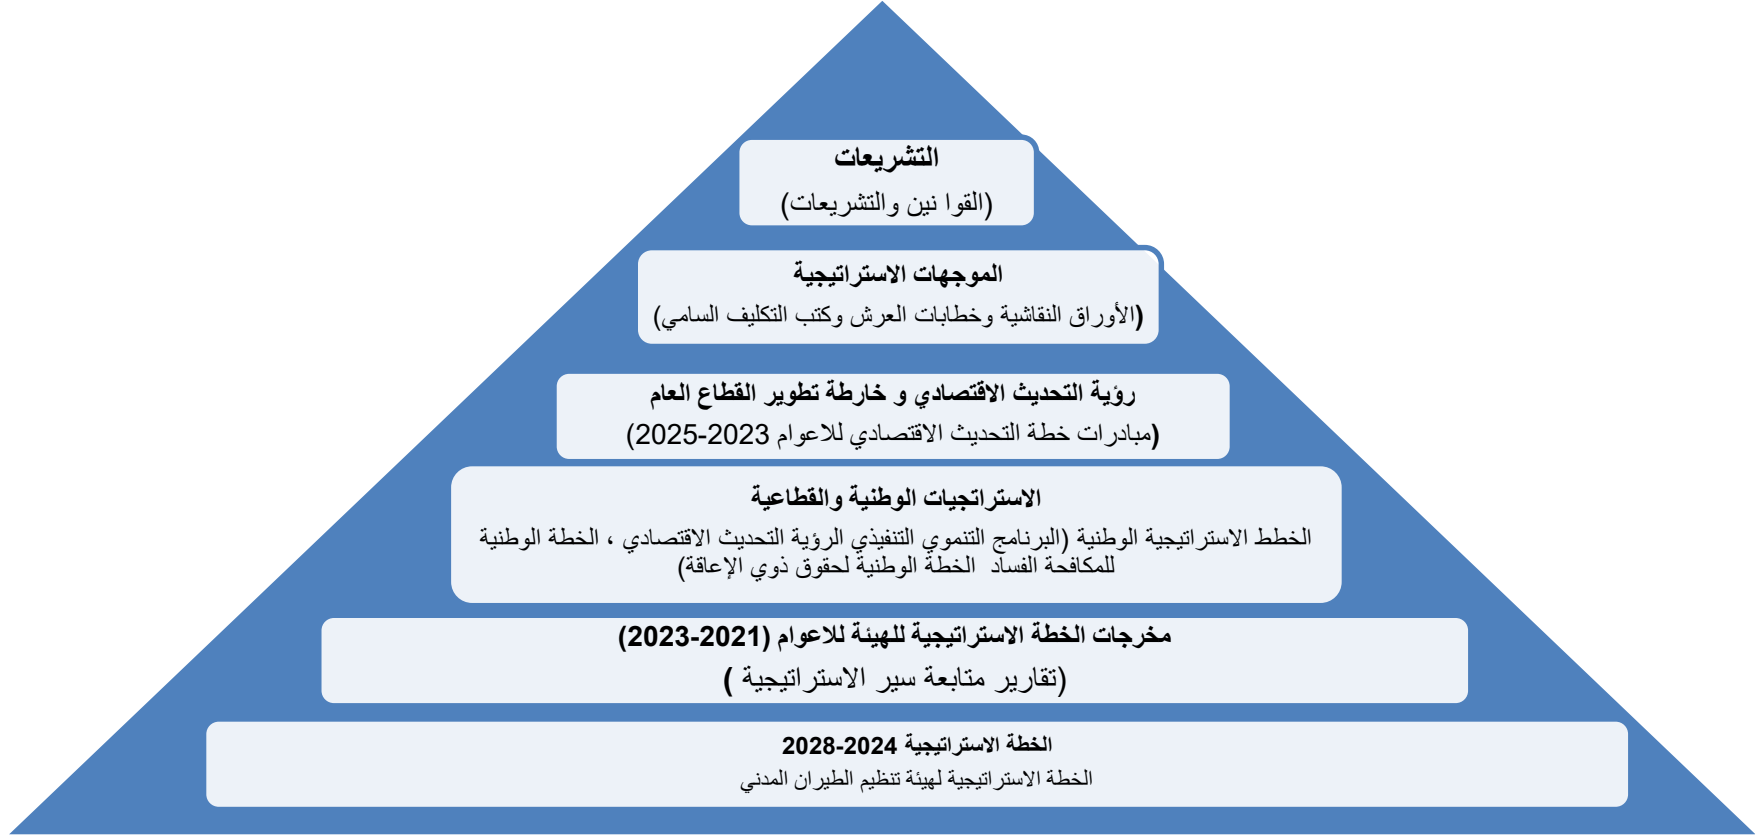 التشريعات
(القوا نين والتشريعات)
الموجهات الاستراتيجية
(الأوراق النقاشية وخطابات العرش وكتب التكليف السامي)
رؤية التحديث الاقتصادي و خارطة تطوير القطاع العام
(مبادرات خطة التحديث الاقتصادي للاعوام 2023-2025)
الاستراتجيات الوطنية والقطاعية
الخطط الاستراتيجية الوطنية (البرنامج التنموي التنفيذي الرؤية التحديث الاقتصادي ، الخطة الوطنية
للمكافحة الفساد الخطة الوطنية لحقوق ذوي الإعاقة)
مخرجات الخطة الاستراتيجية للهيئة للاعوام (2021-2023)
(تقارير متابعة سير الاستراتيجية )
الخطة الاستراتيجية 2024-2028
الخطة الاستراتيجية لهيئة تنظيم الطيران المدني